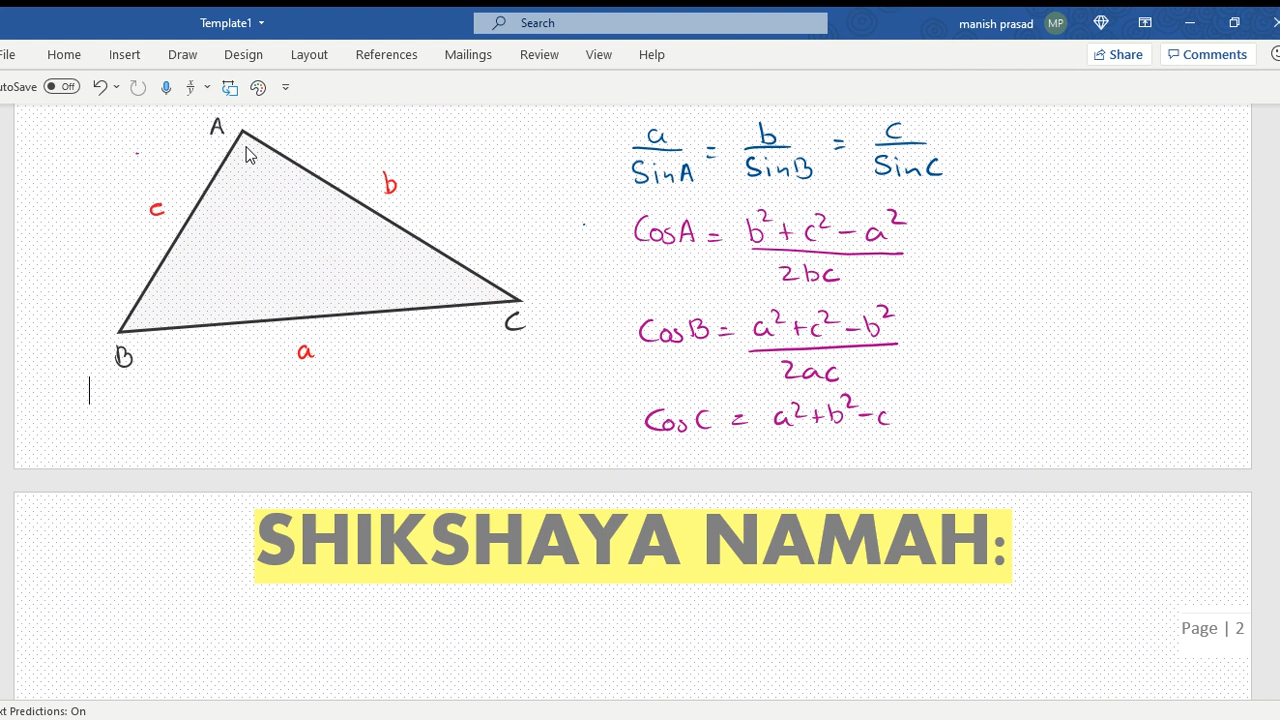 Template1
Search
manish prasad MP
File Home Insert Draw Design Layout References Mailings Review View Help Share Comments
AutoSave Off x/y
A
c
b
B
a
C
a/SinA = b/SinB = c/SinC
CosA = b²+c²-a²/2bc
CosB = a²+c²-b²/2ac
CosC = a²+b²-c
SHIKSHAYA NAMAH:
Page | 2
Text Predictions: On